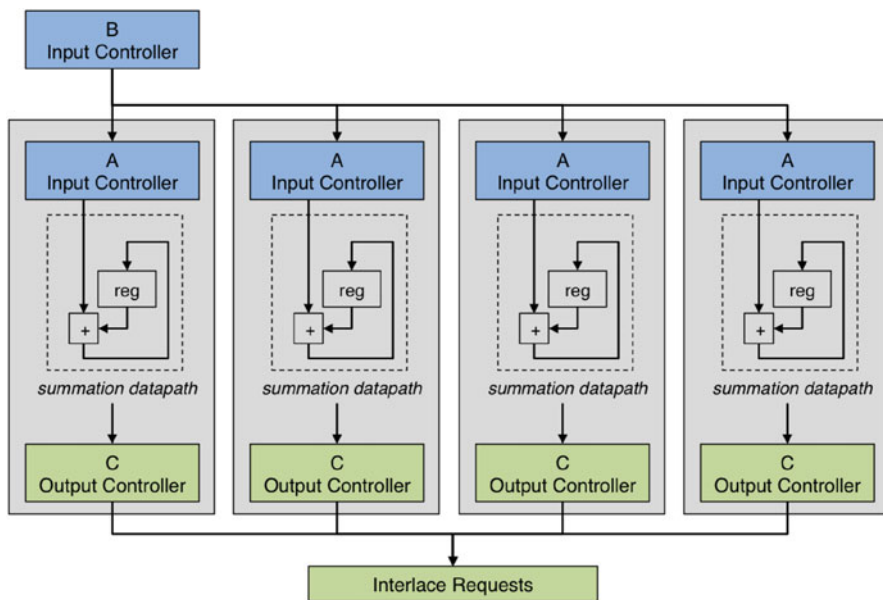 B
Input Controller
A
Input Controller
A
Input Controller
A
Input Controller
A
Input Controller
reg
+
reg
+
reg
+
reg
+
summation datapath
summation datapath
summation datapath
summation datapath
C
Output Controller
C
Output Controller
C
Output Controller
C
Output Controller
Interlace Requests